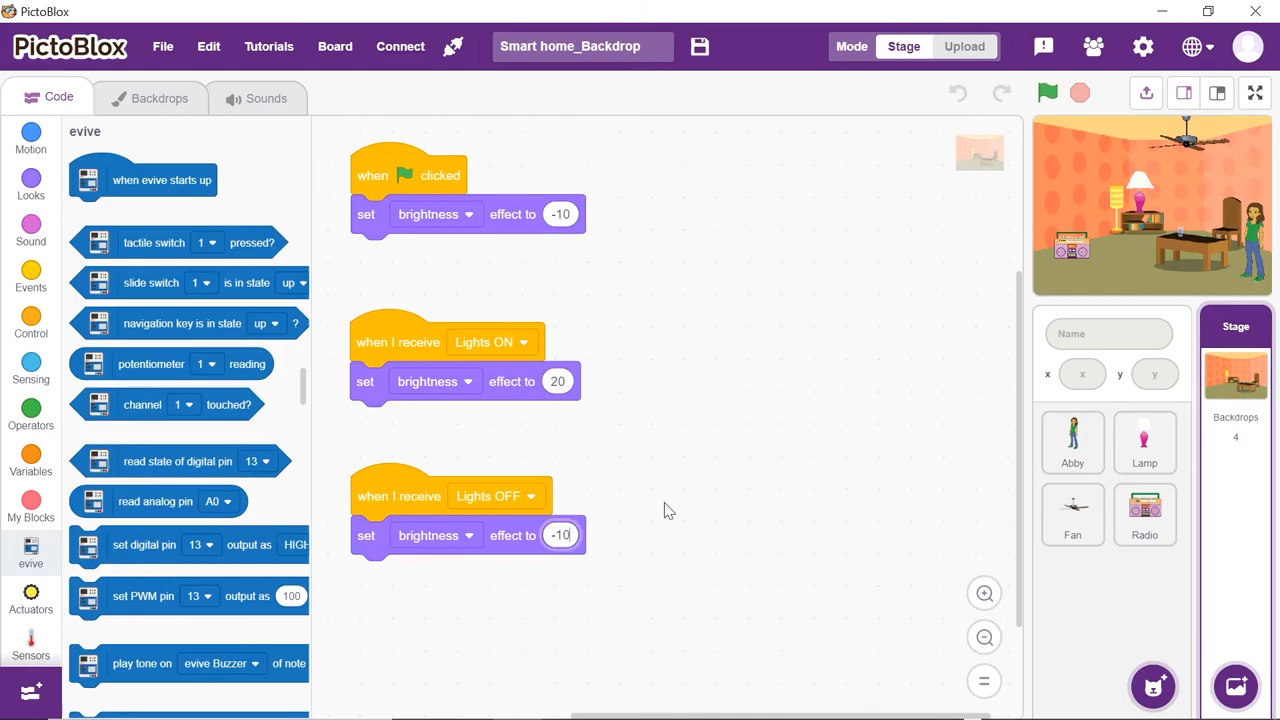 PictoBlox
PictoBlox File Edit Tutorials Board Connect Smart home_Backdrop Mode Stage Upload
Code Backdrops Sounds
Motion
Looks
Sound
Events
Control
Sensing
Operators
Variables
My Blocks
evive
Actuators
Sensors
evive
when evive starts up
tactile switch 1 pressed?
slide switch 1 is in state up
navigation key is in state up ?
potentiometer 1 reading
channel 1 touched?
read state of digital pin 13
read analog pin A0
set digital pin 13 output as HIGH
set PWM pin 13 output as 100
play tone on evive Buzzer of note
when clicked
set brightness effect to -10
when I receive Lights ON
set brightness effect to 20
when I receive Lights OFF
set brightness effect to -10
Name
x x y y
Abby Lamp
Fan Radio
Stage
Backdrops
4